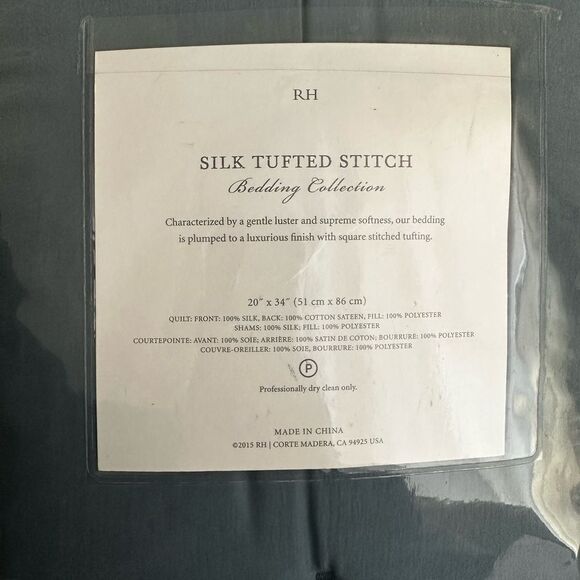 RH
SILK TUFTED STITCH
Bedding Collection
Characterized by a gentle luster and supreme softness, our bedding
is plumped to a luxurious finish with square stitched tufting.
20" x 34" (51 cm x 86 cm)
QUILT: FRONT: 100% SILK, BACK: 100% COTTON SATEEN, FILL: 100% POLYESTER
SHAMS: 100% SILK; FILL: 100% POLYESTER
COURTEPOINTE: AVANT: 100% SOIE; ARRIÈRE: 100% SATIN DE COTON; BOURRURE: 100% POLYESTER
COUVRE-OREILLER: 100% SOIE, BOURRURE: 100% POLYESTER
P
Professionally dry clean only.
MADE IN CHINA
©2015 RH | CORTE MADERA, CA 94925 USA